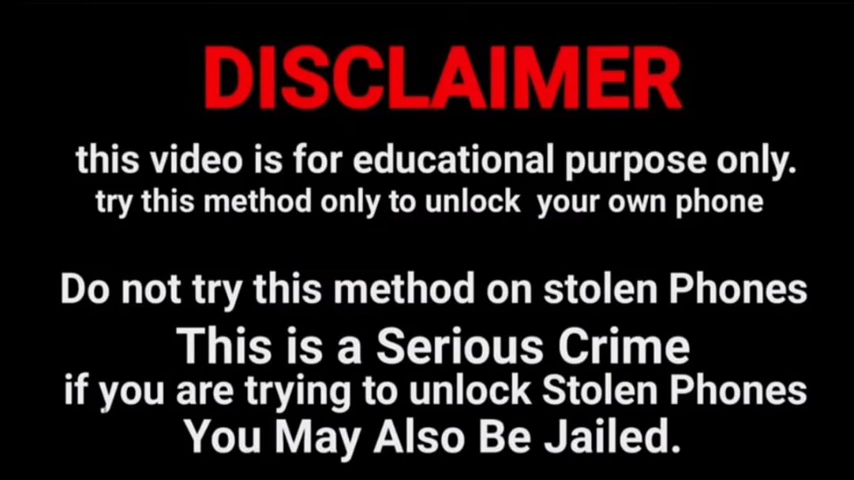 DISCLAIMER
this video is for educational purpose only.
try this method only to unlock your own phone
Do not try this method on stolen Phones
This is a Serious Crime
if you are trying to unlock Stolen Phones
You May Also Be Jailed.